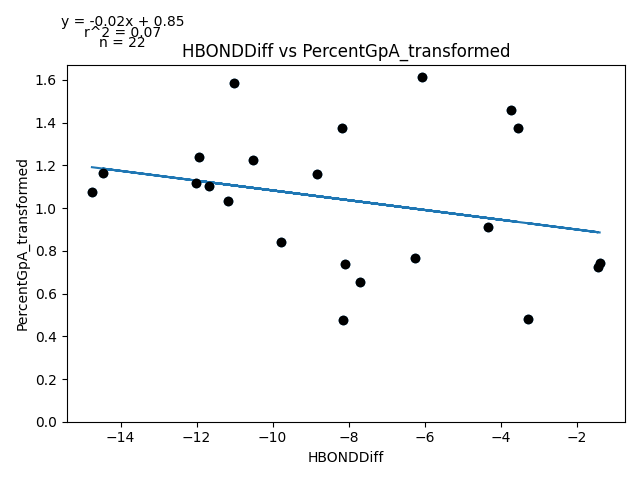 y = -0.02x + 0.85
r^2 = 0.07
n = 22
HBONDDiff vs PercentGpA_transformed
1.6
1.4
1.2
1.0
0.8
0.6
0.4
0.2
0.0
PercentGpA_transformed
−14
−12
−10
−8
−6
−4
−2
HBONDDiff